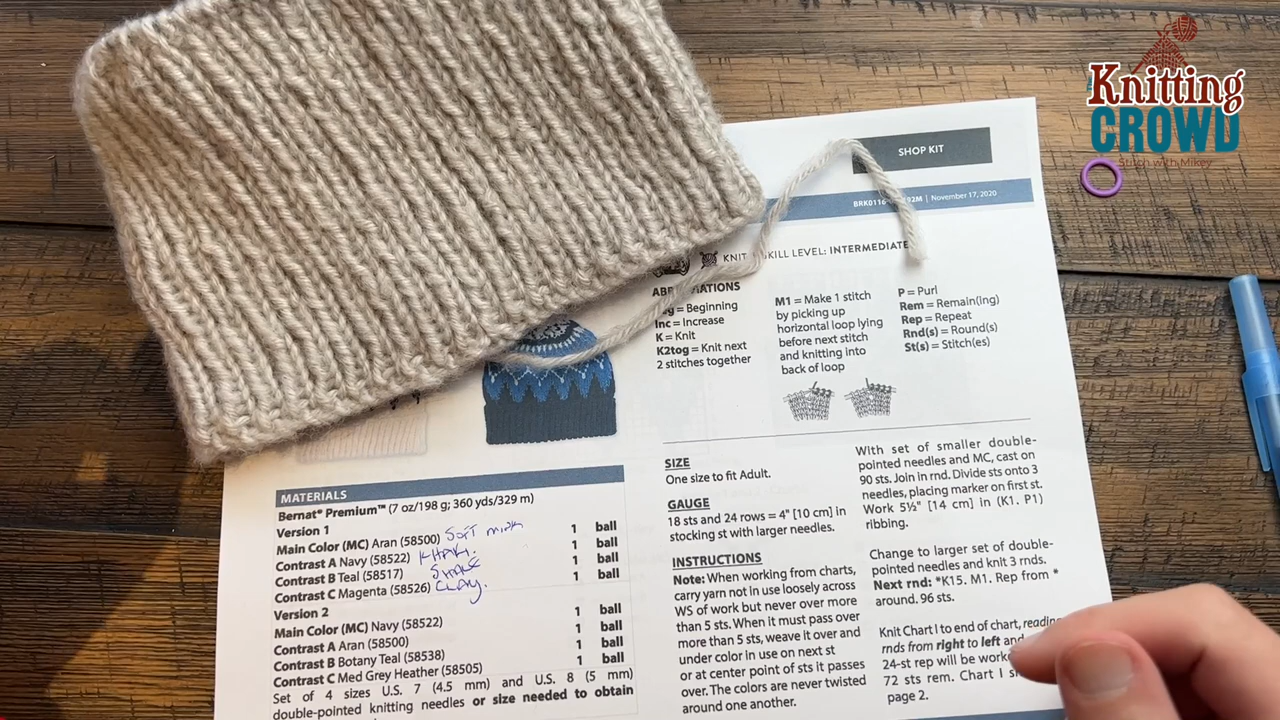 Knitting
CROWD
Stitch with Mikey
SHOP KIT
November 17, 2020
KNIT
SKILL LEVEL: INTERMEDIATE
= Beginning
Inc = Increase
K = Knit
K2tog = Knit next
2 stitches together
M1 = Make 1 stitch
by picking up
horizontal loop lying
before next stitch
and knitting into
back of loop
P = Purl
Rem = Remain(ing)
Rep = Repeat
Rnd(s) = Round(s)
St(s) = Stitch(es)
MATERIALS
Bernat® Premium™ (7 oz/198 g; 360 yds/329 m)
Version 1
Main Color (MC) Aran (58500) 1 ball
Contrast A Navy (58522) 1 ball
Contrast B Teal (58517) 1 ball
Contrast C Magenta (58526) Clay. 1 ball
Version 2
Main Color (MC) Navy (58522) 1 ball
Contrast A Aran (58500) 1 ball
Contrast B Botany Teal (58538) 1 ball
Contrast C Med Grey Heather (58505) 1 ball
Set of 4 sizes U.S. 7 (4.5 mm) and U.S. 8 (5 mm)
double-pointed knitting needles or size needed to obtain
SIZE
One size to fit Adult.
GAUGE
18 sts and 24 rows = 4" [10 cm] in
stocking st with larger needles.
INSTRUCTIONS
Note: When working from charts,
carry yarn not in use loosely across
WS of work but never over more
than 5 sts. When it must pass over
more than 5 sts, weave it over and
under color in use on next st
or at center point of sts it passes
over. The colors are never twisted
around one another.
With set of smaller double-
pointed needles and MC, cast on
90 sts. Join in rnd. Divide sts onto 3
needles, placing marker on first st.
Work 5½" [14 cm] in (K1. P1)
ribbing.
Change to larger set of double-
pointed needles and knit 3 rnds.
Next rnd: *K15. M1. Rep from *
around. 96 sts.
Knit Chart I to end of chart, reading
rnds from right to left and
24-st rep will be
72 sts rem. Chart I
page 2.